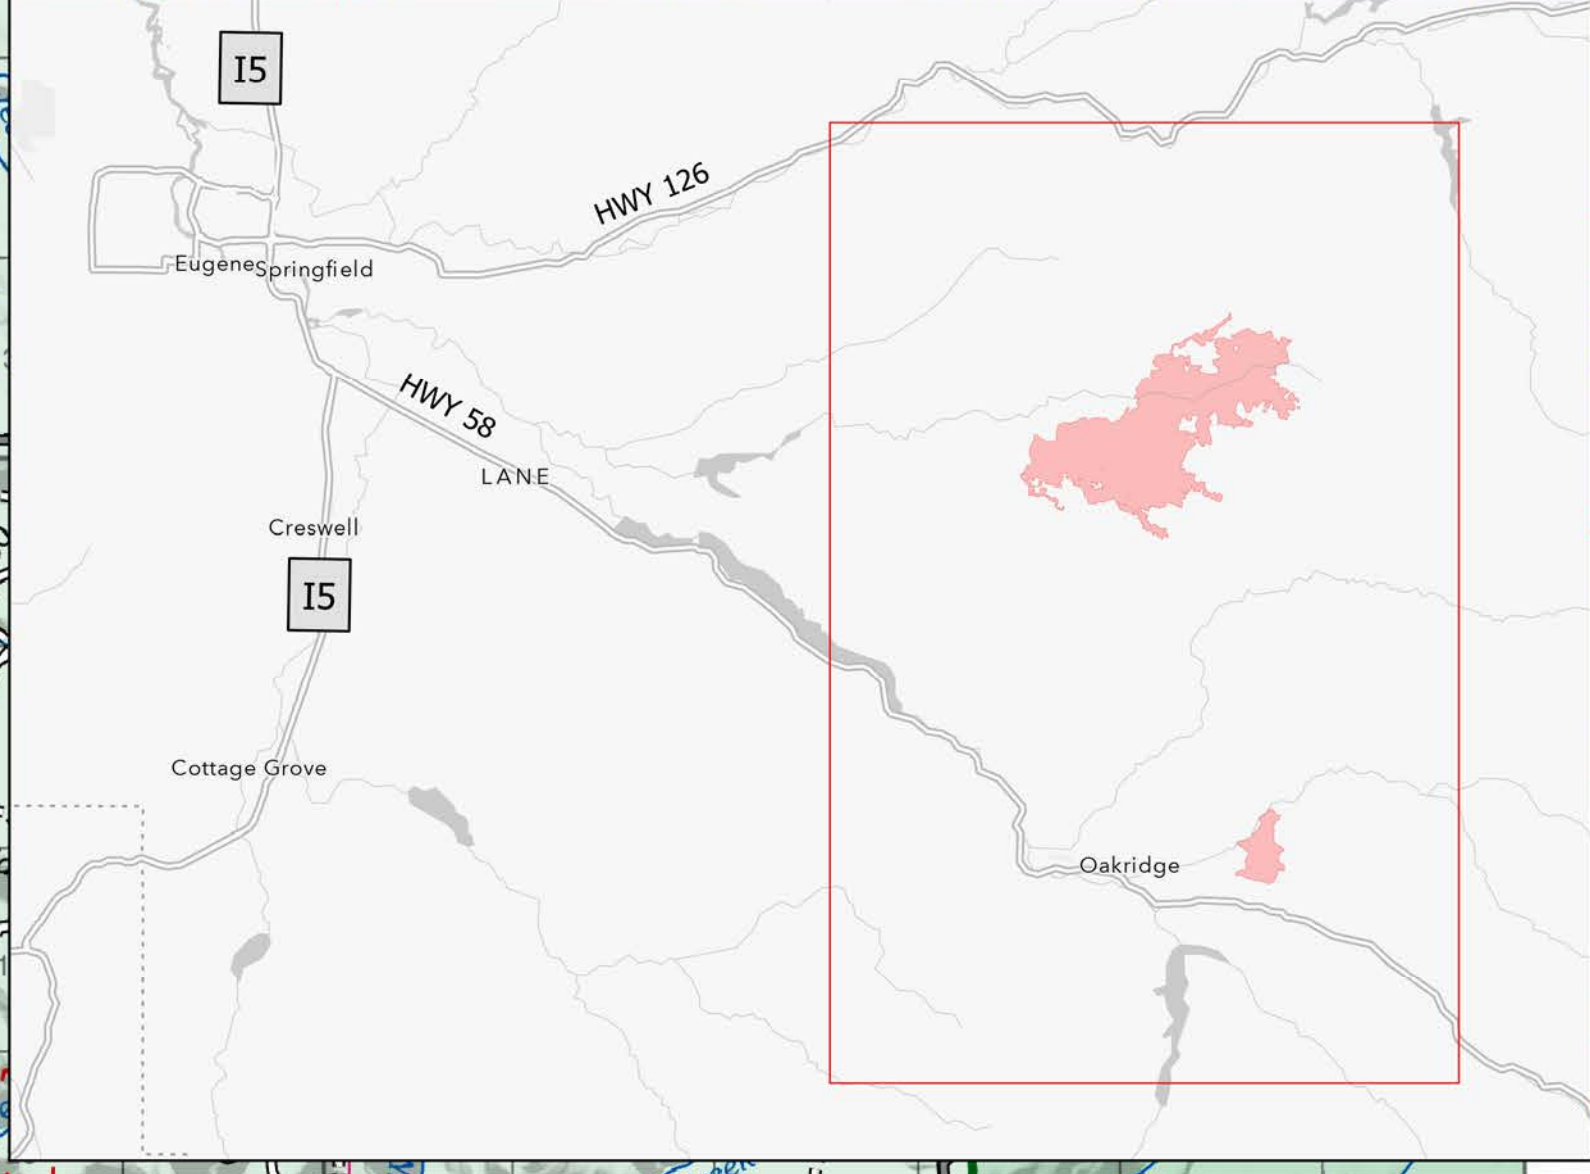 I5
HWY 126
Eugene
Springfield
HWY 58
LANE
Creswell
I5
Cottage Grove
Oakridge